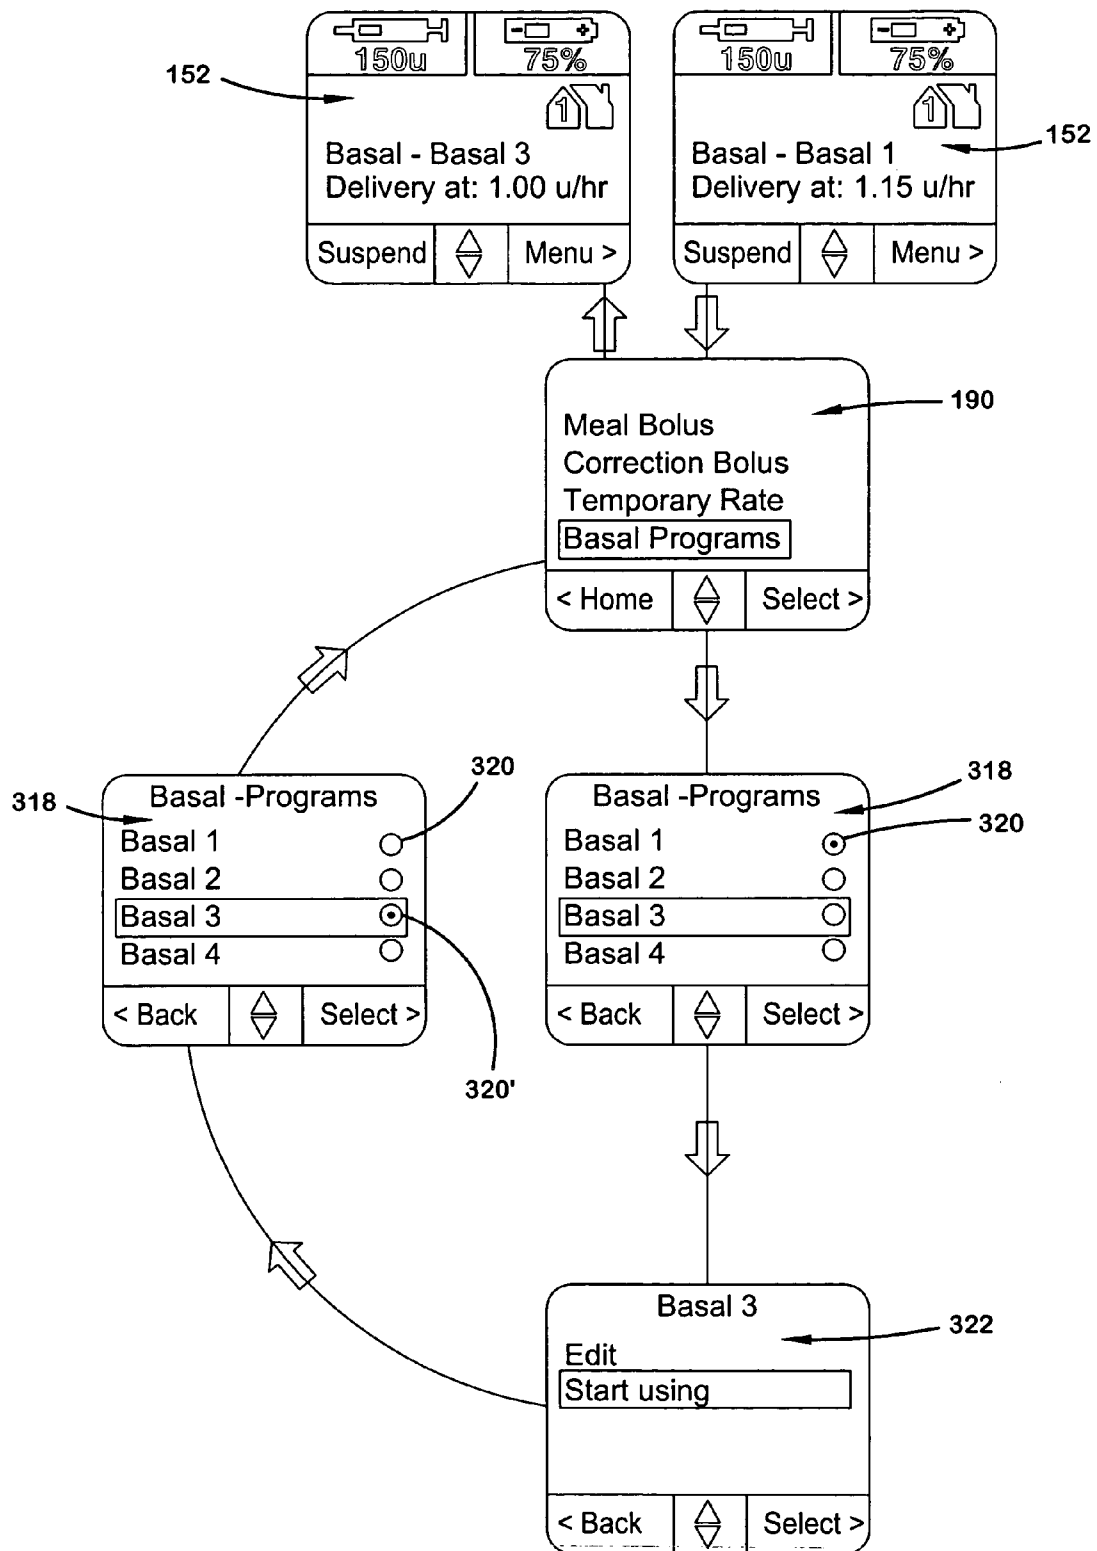 150u
75%
152
1
Basal - Basal 3
Delivery at: 1.00 u/hr
Suspend
Menu >
150u
75%
1
152
Basal - Basal 1
Delivery at: 1.15 u/hr
Suspend
Menu >
190
Meal Bolus
Correction Bolus
Temporary Rate
Basal Programs
< Home
Select >
318
320
Basal -Programs
Basal 1
Basal 2
Basal 3
Basal 4
< Back
Select >
320'
318
320
Basal -Programs
Basal 1
Basal 2
Basal 3
Basal 4
< Back
Select >
Basal 3
322
Edit
Start using
< Back
Select >